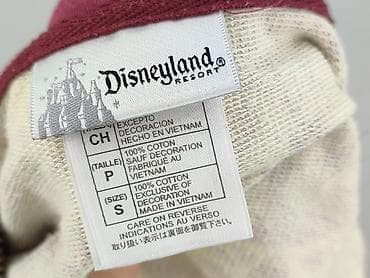 Disneyland®
RESORT
CH
EXCEPTO
DECORACION
HECHO EN VIETNAM
(TAILLE)
P
100% COTON
SAUF DECORATION
FABRIQUÉ AU
VIETNAM
(SIZE)
S
100% COTTON
EXCLUSIVE OF
DECORATION
MADE IN VIETNAM
CARE ON REVERSE
INDICATIONS AU VERSO
取り扱い表示は裏面を御覧ください